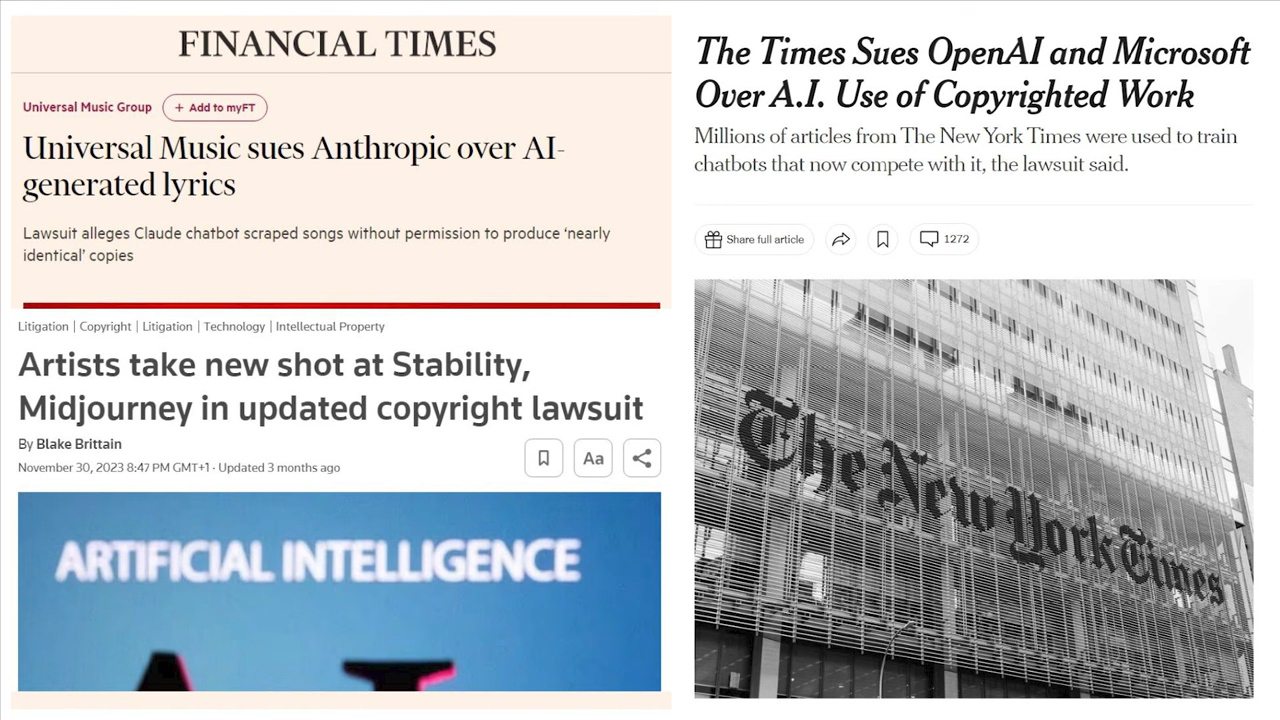 FINANCIAL TIMES
Universal Music Group + Add to myFT
Universal Music sues Anthropic over AI-
generated lyrics
Lawsuit alleges Claude chatbot scraped songs without permission to produce ‘nearly
identical’ copies
Litigation | Copyright | Litigation | Technology | Intellectual Property
Artists take new shot at Stability,
Midjourney in updated copyright lawsuit
By Blake Brittain
November 30, 2023 8:47 PM GMT+1 · Updated 3 months ago
Aa
ARTIFICIAL INTELLIGENCE
The Times Sues OpenAI and Microsoft
Over A.I. Use of Copyrighted Work
Millions of articles from The New York Times were used to train
chatbots that now compete with it, the lawsuit said.
Share full article
1272
The New York Times